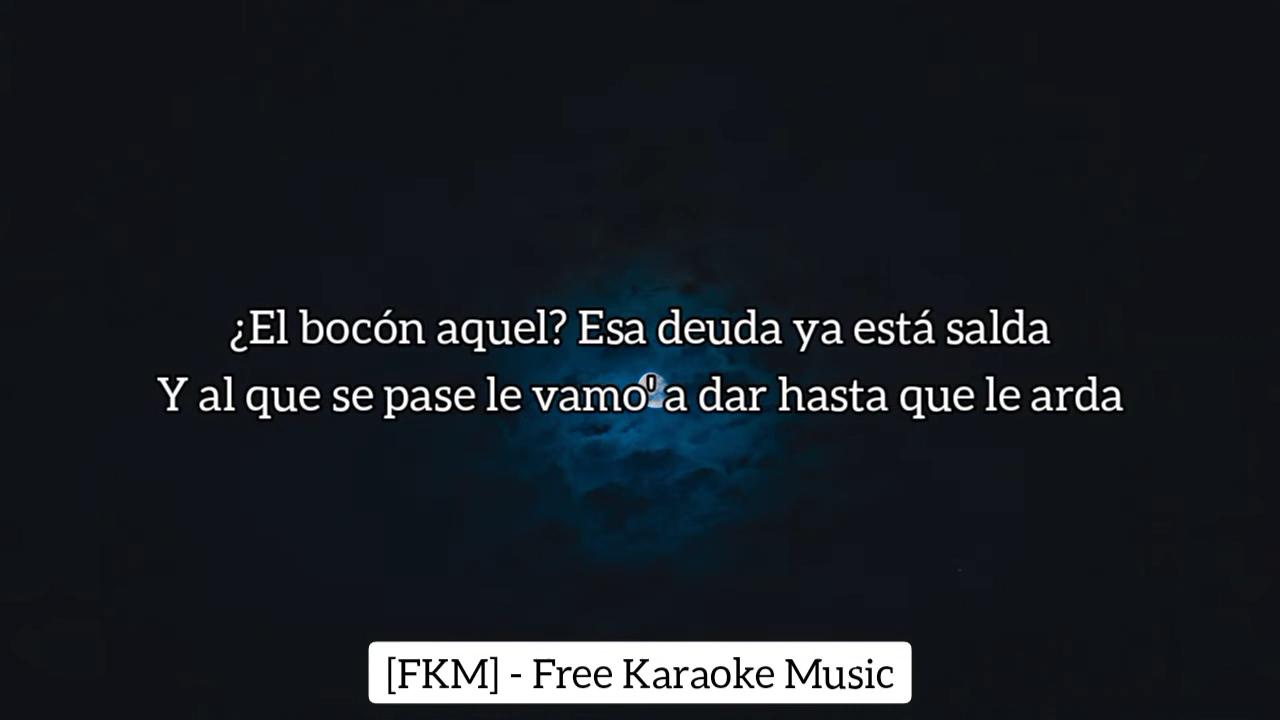 ¿El bocón aquel? Esa deuda ya está salda
Y al que se pase le vamo' a dar hasta que le arda
[FKM] - Free Karaoke Music